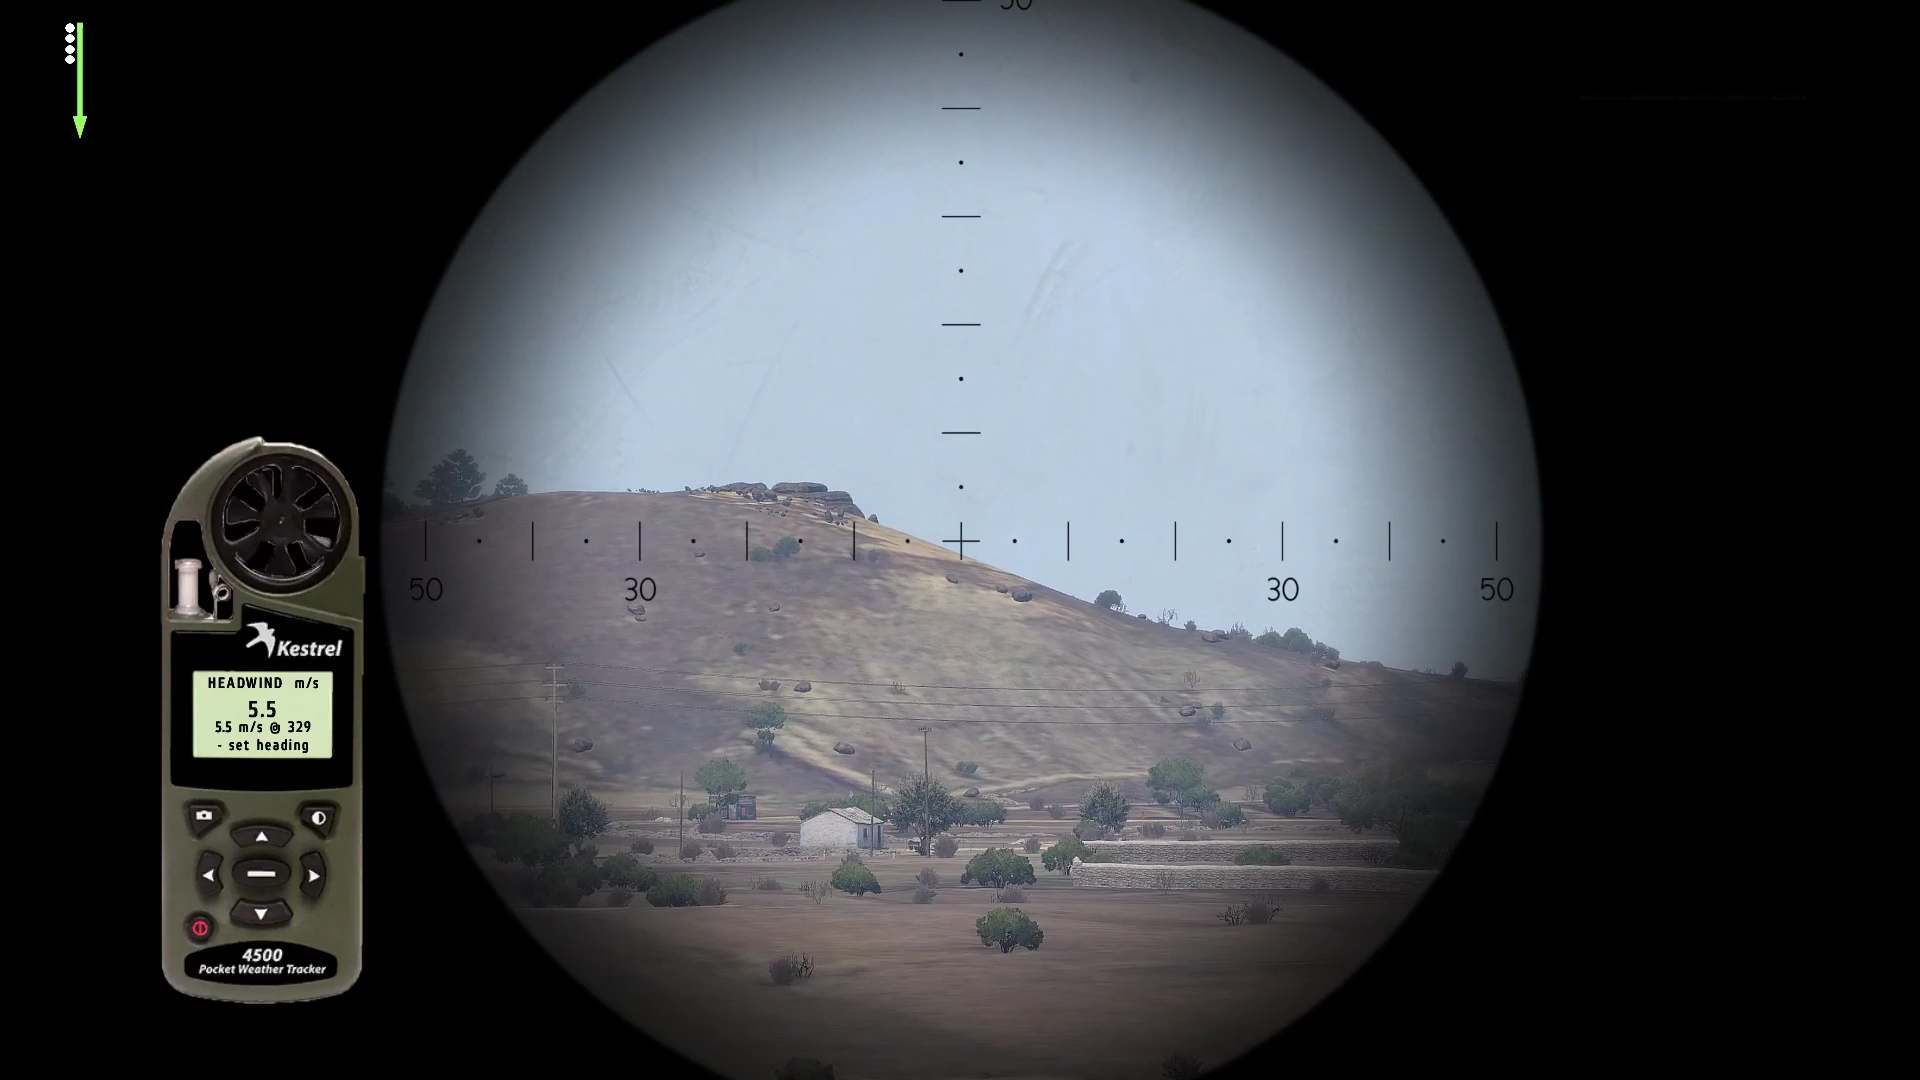 50
50
30
30
50
Kestrel
HEADWIND m/s
5.5
5.5 m/s @ 329
- set heading
4500
Pocket Weather Tracker